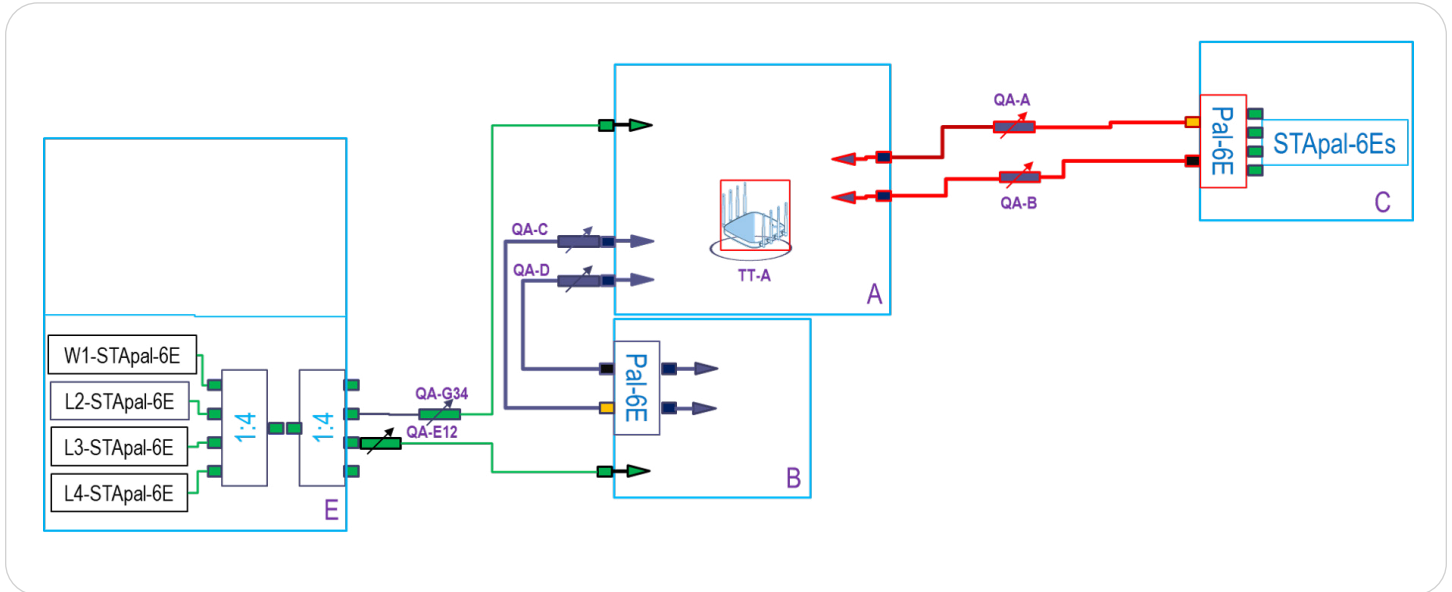 QA-A
Pal-6E
STApal-6Es
QA-B
C
QA-C
QA-D
TT-A
A
W1-STApal-6E
L2-STApal-6E
L3-STApal-6E
L4-STApal-6E
1:4
1:4
E
QA-G34
QA-E12
Pal-6E
B